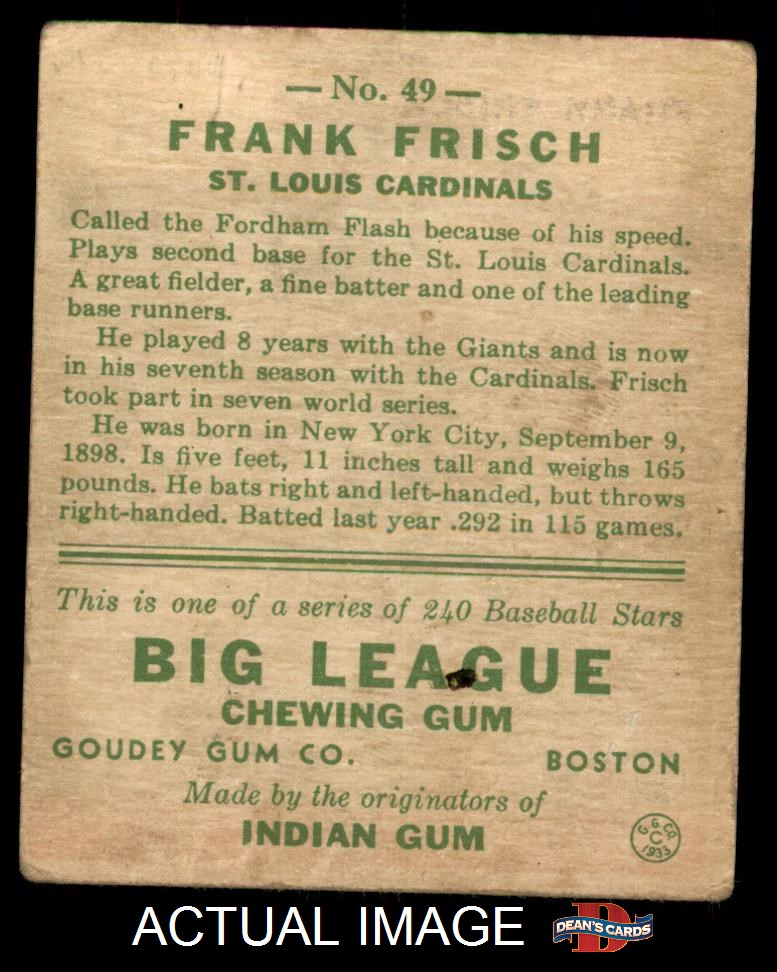 — No. 49 —
FRANK FRISCH
ST. LOUIS CARDINALS
Called the Fordham Flash because of his speed.
Plays second base for the St. Louis Cardinals.
A great fielder, a fine batter and one of the leading
base runners.
He played 8 years with the Giants and is now
in his seventh season with the Cardinals. Frisch
took part in seven world series.
He was born in New York City, September 9,
1898. Is five feet, 11 inches tall and weighs 165
pounds. He bats right and left-handed, but throws
right-handed. Batted last year .292 in 115 games.
This is one of a series of 240 Baseball Stars
BIG LEAGUE
CHEWING GUM
GOUDEY GUM CO. BOSTON
Made by the originators of
INDIAN GUM
G.G.CO.
C
1933
ACTUAL IMAGE
D
DEAN'S CARDS